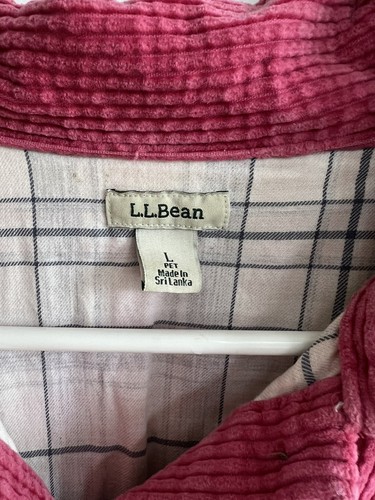 L.L.Bean
L
PET
Made In
Sri Lanka